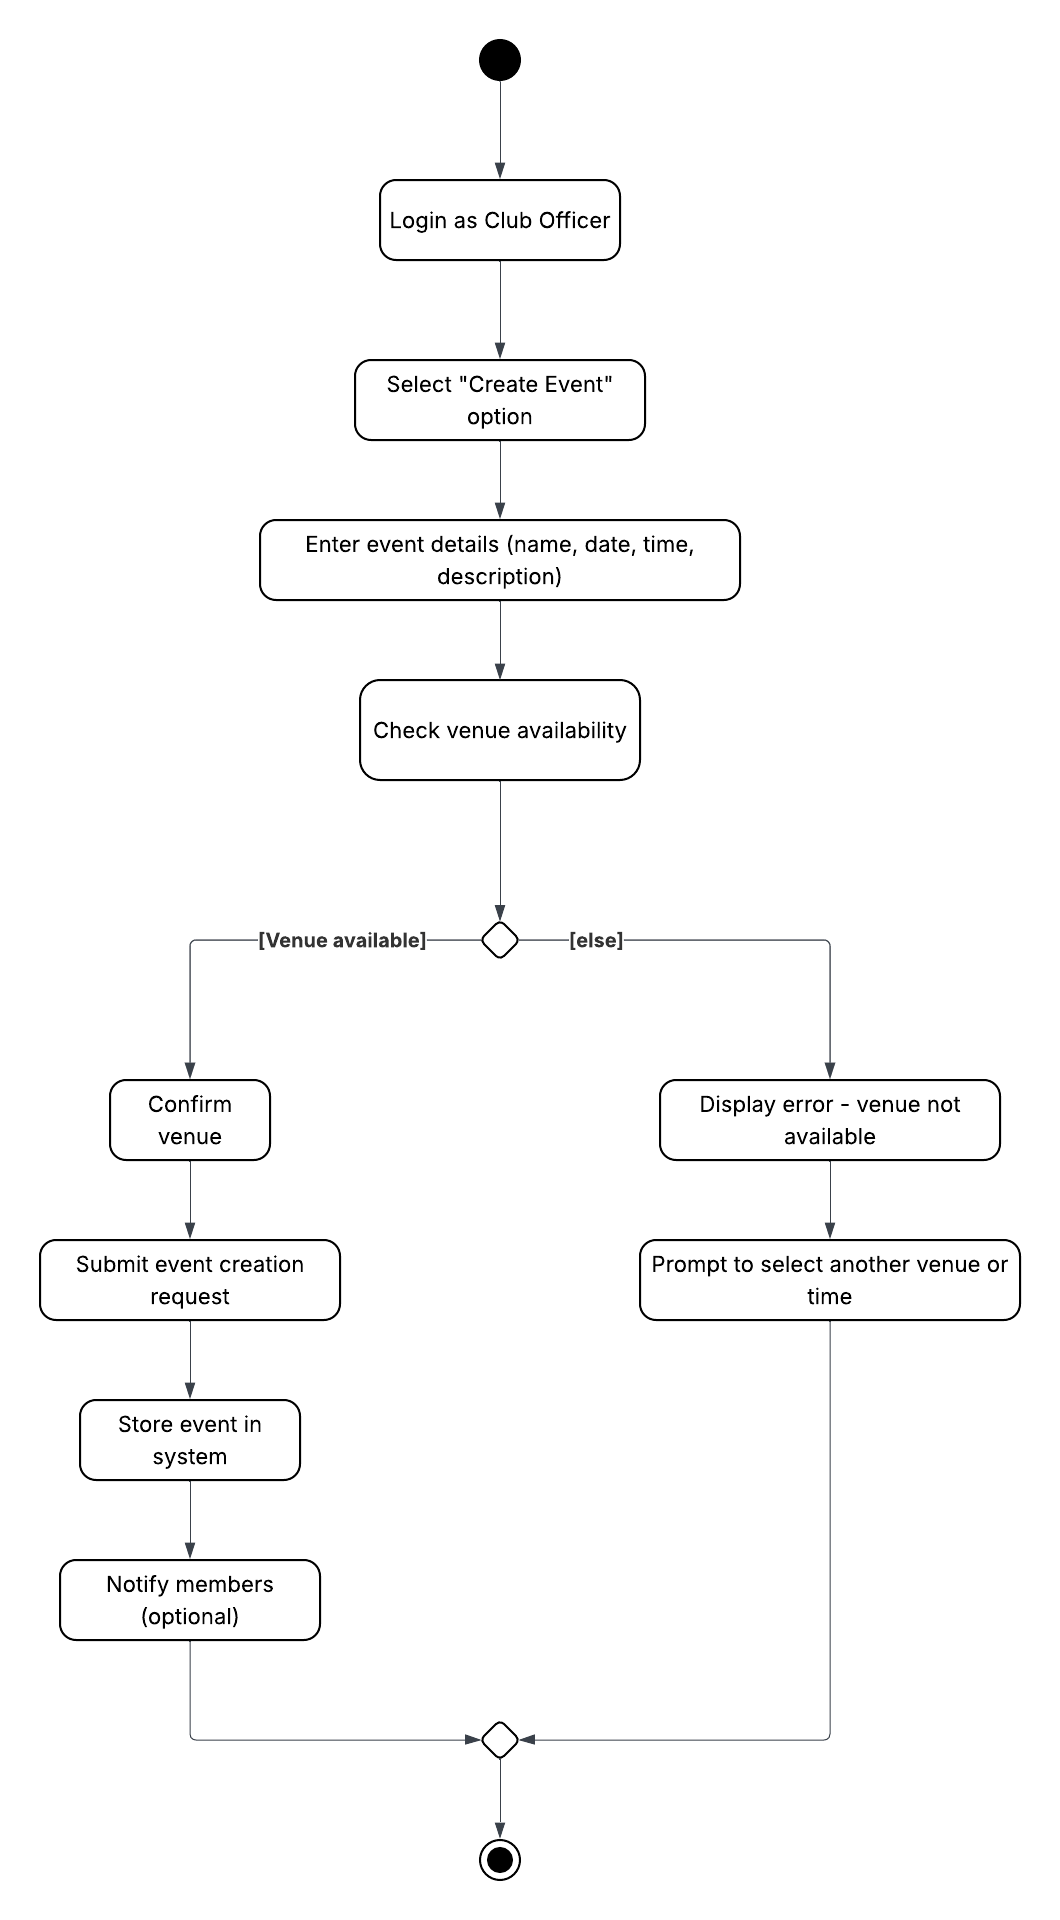 Login as Club Officer
Select "Create Event"
option
Enter event details (name, date, time,
description)
Check venue availability
[Venue available]
[else]
Confirm
venue
Display error - venue not
available
Submit event creation
request
Prompt to select another venue or
time
Store event in
system
Notify members
(optional)